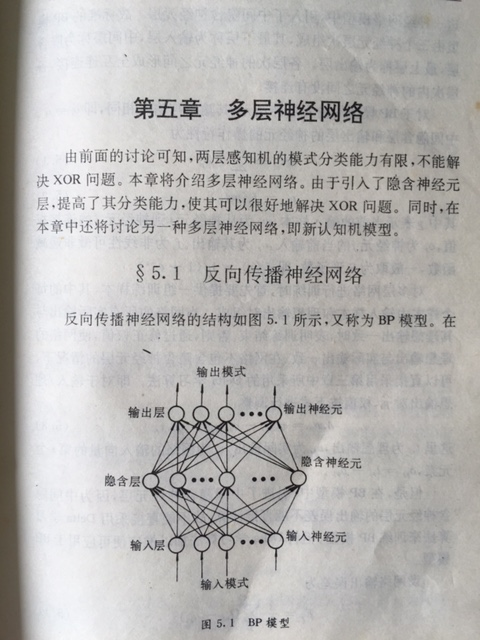 第五章 多层神经网络
由前面的讨论可知,两层感知机的模式分类能力有限,不能解
决 XOR 问题。本章将介绍多层神经网络。由于引入了隐含神经元
层,提高了其分类能力,使其可以很好地解决 XOR 问题。同时,在
本章中还将讨论另一种多层神经网络,即新认知机模型。
§5.1 反向传播神经网络
反向传播神经网络的结构如图 5.1 所示,又称为 BP 模型。在
输出模式
输出层 输出神经元
隐含层 隐含神经元
输入层 输入神经元
输入模式
图 5.1 BP 模型